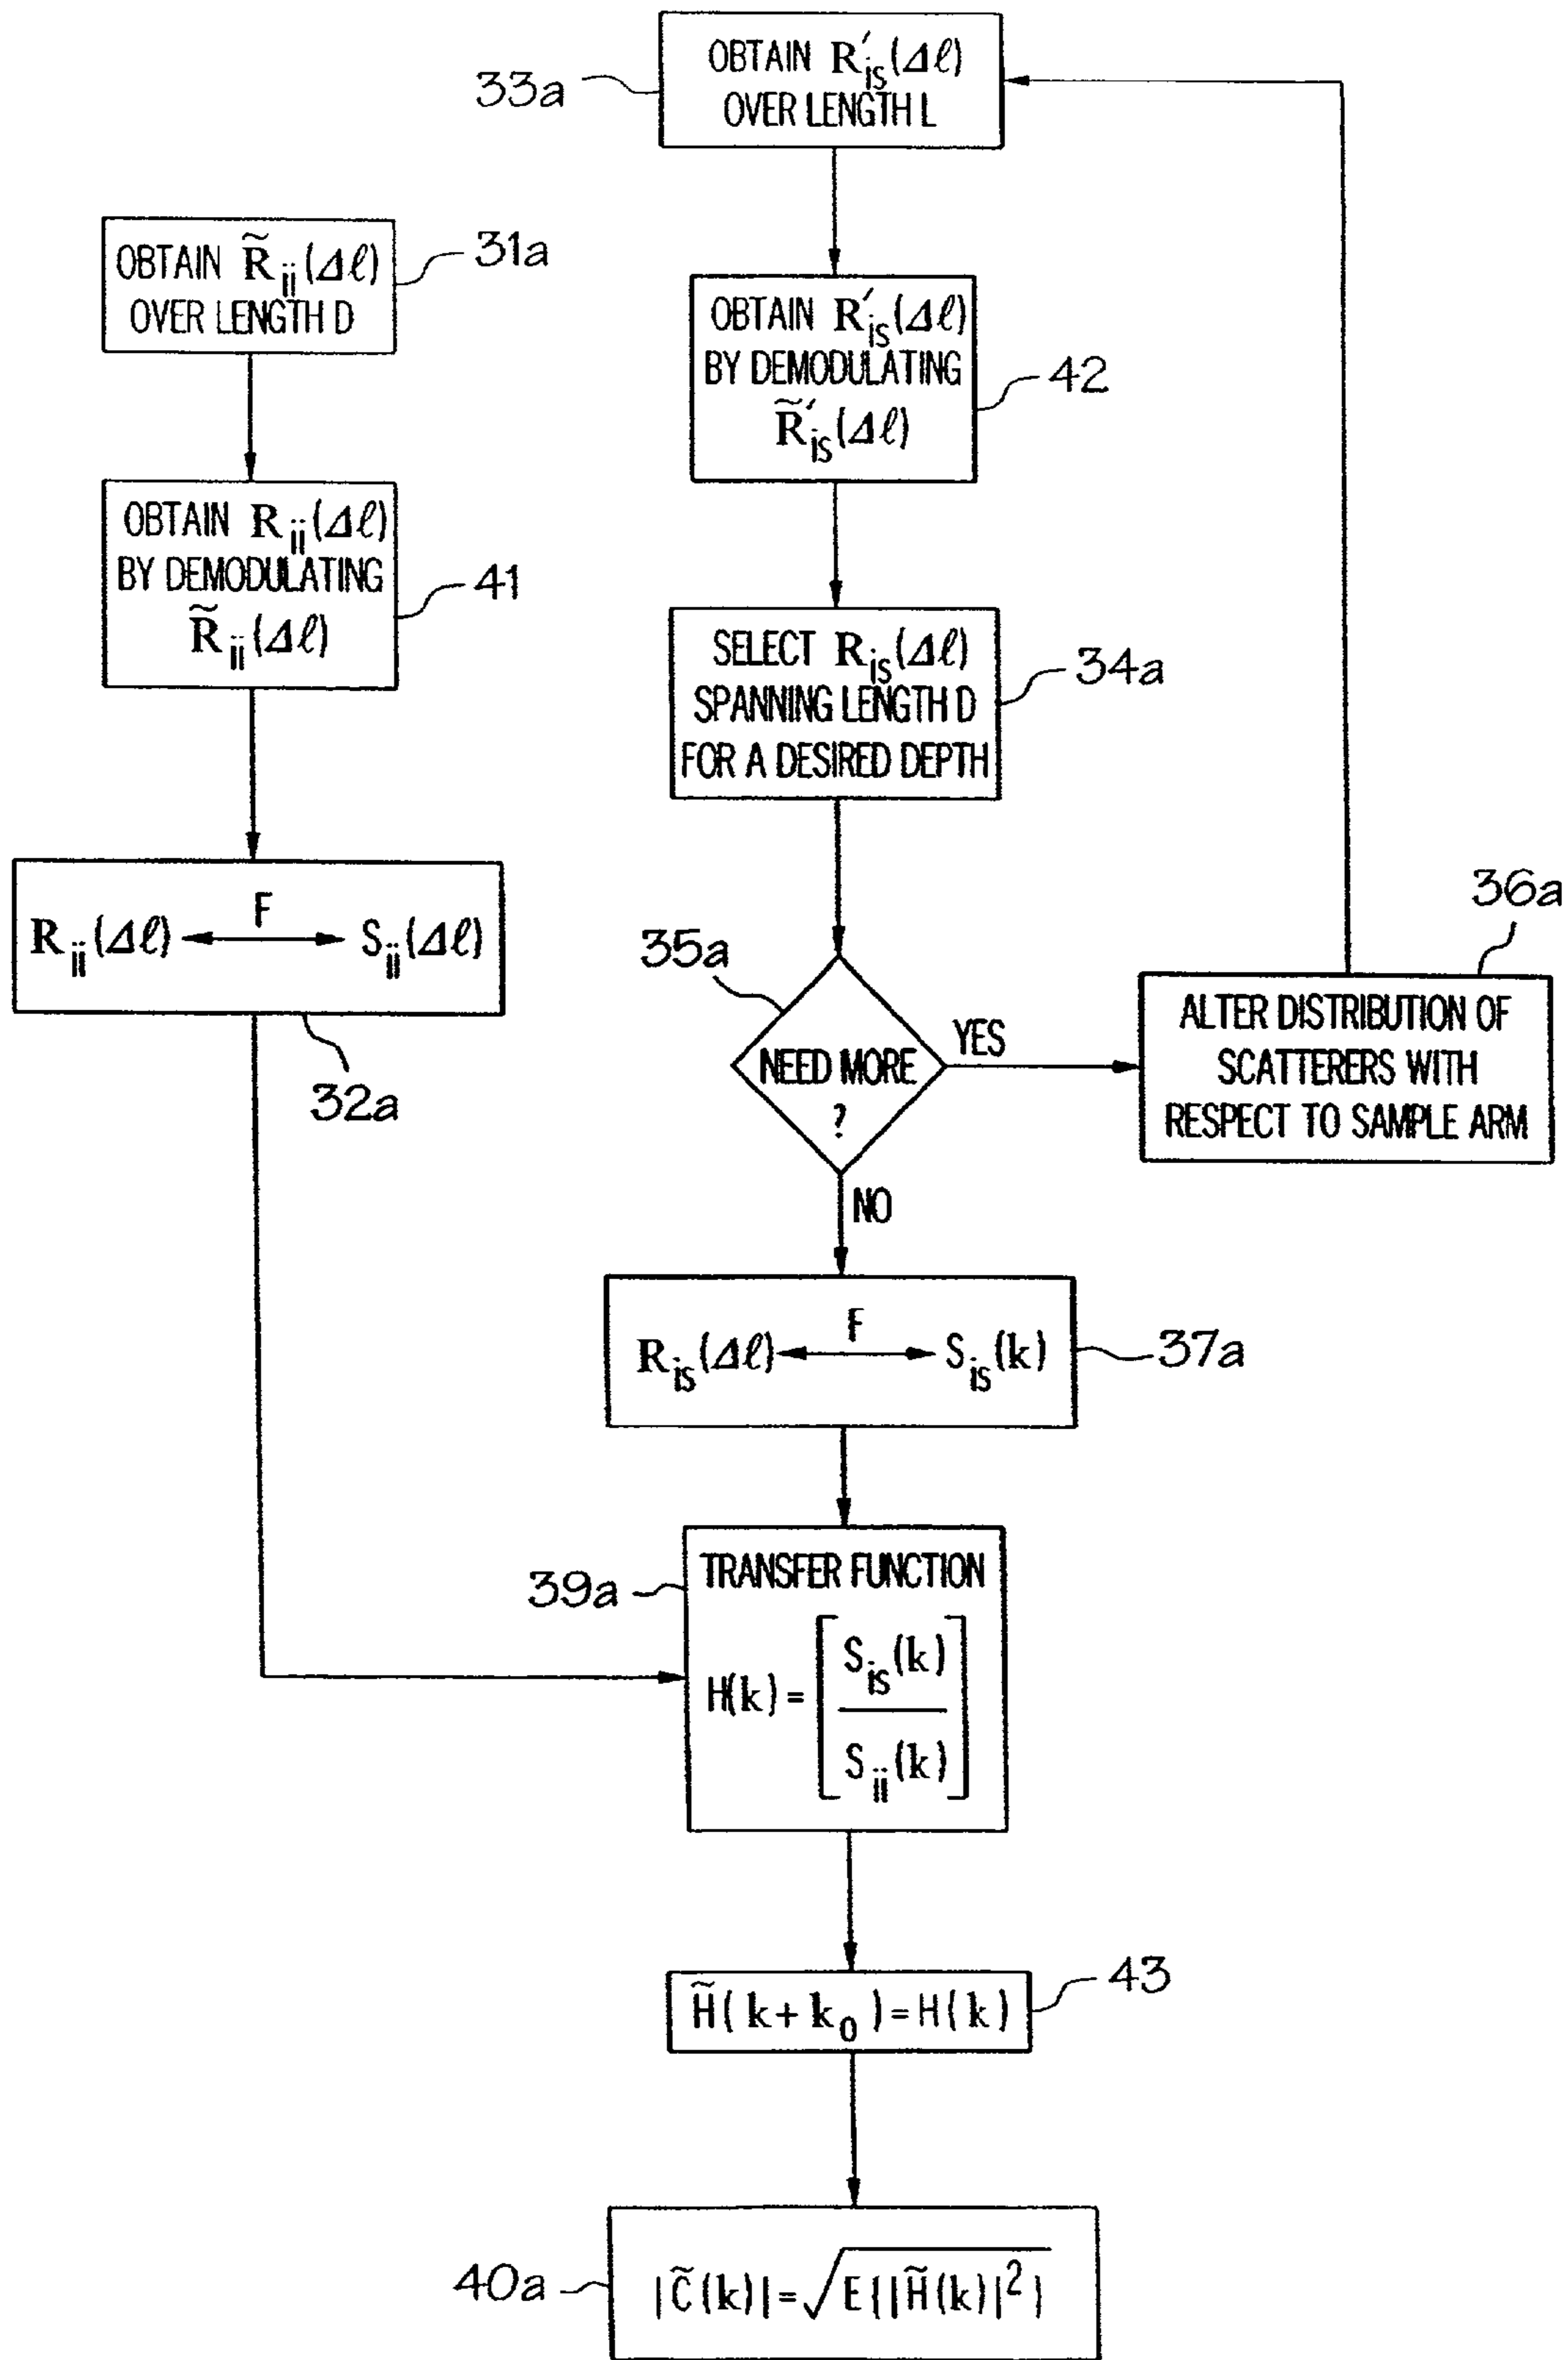 OBTAIN R′is(Δℓ)
OVER LENGTH L
33a
OBTAIN R̃ii(Δℓ)
OVER LENGTH D
31a
OBTAIN R′is(Δℓ)
BY DEMODULATING
R̃′is(Δℓ)
42
OBTAIN Rii(Δℓ)
BY DEMODULATING
R̃ii(Δℓ)
41
SELECT Ris(Δℓ)
SPANNING LENGTH D
FOR A DESIRED DEPTH
34a
Rii(Δℓ) F Sii(Δℓ)
32a
35a
NEED MORE
?
YES
NO
36a
ALTER DISTRIBUTION OF
SCATTERERS WITH
RESPECT TO SAMPLE ARM
Ris(Δℓ) F Sis(k)
37a
39a
TRANSFER FUNCTION
H(k) = [Sis(k) / Sii(k)]
H̃(k+k0)=H(k)
43
40a
|C̃(k)|=√E{|H̃(k)|²}